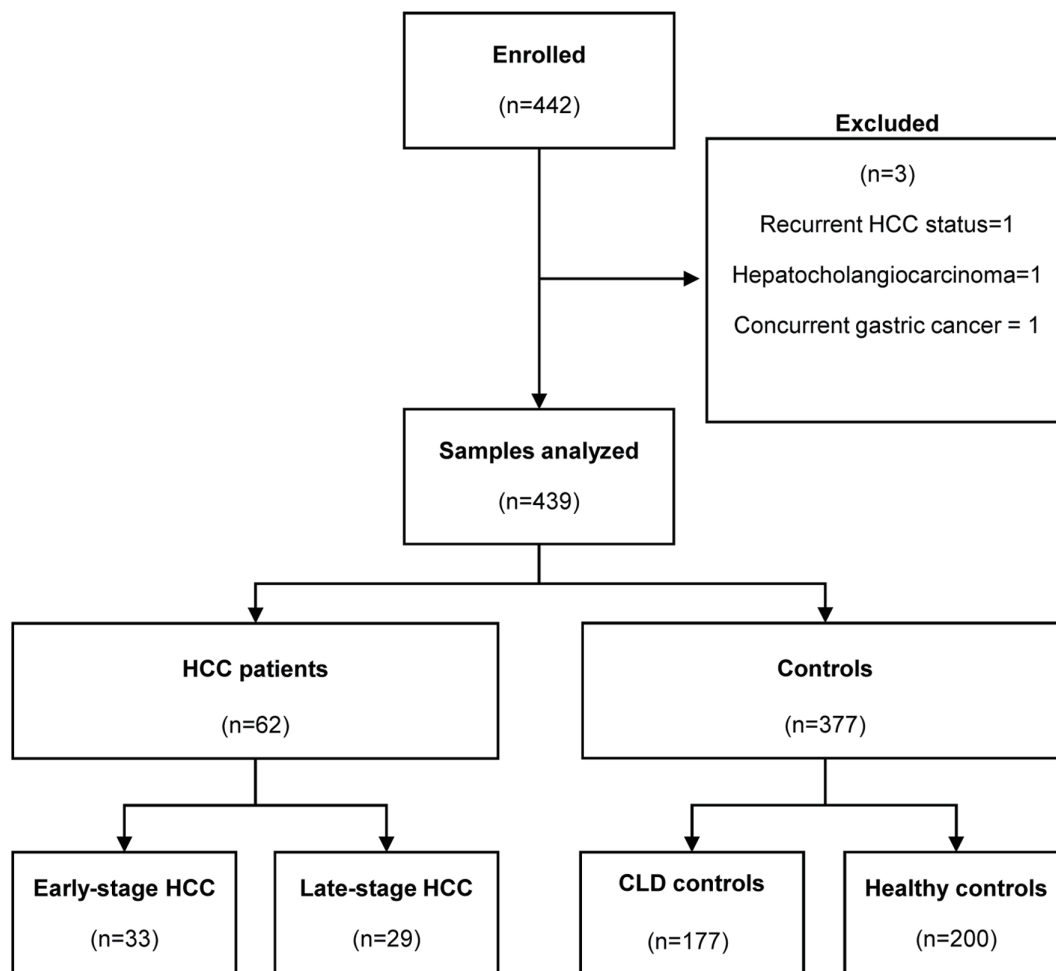 Enrolled
(n=442)
Excluded
(n=3)
Recurrent HCC status=1
Hepatocholangiocarcinoma=1
Concurrent gastric cancer = 1
Samples analyzed
(n=439)
HCC patients
(n=62)
Controls
(n=377)
Early-stage HCC
(n=33)
Late-stage HCC
(n=29)
CLD controls
(n=177)
Healthy controls
(n=200)